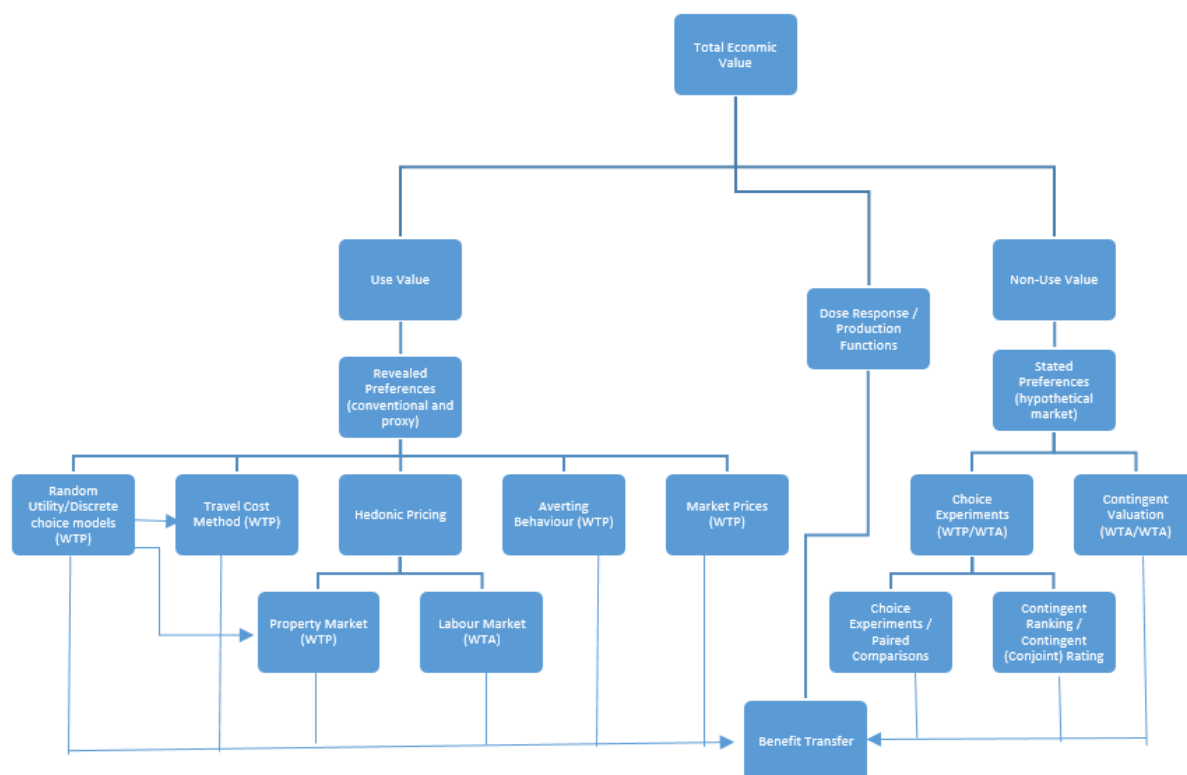 Total Econmic
Value
Use Value
Non-Use Value
Dose Response /
Production
Functions
Revealed
Preferences
(conventional and
proxy)
Stated
Preferences
(hypothetical
market)
Random
Utility/Discrete
choice models
(WTP)
Travel Cost
Method (WTP)
Hedonic Pricing
Averting
Behaviour (WTP)
Market Prices
(WTP)
Choice
Experiments
(WTP/WTA)
Contingent
Valuation
(WTA/WTA)
Property Market
(WTP)
Labour Market
(WTA)
Choice
Experiments /
Paired
Comparisons
Contingent
Ranking /
Contingent
(Conjoint) Rating
Benefit Transfer